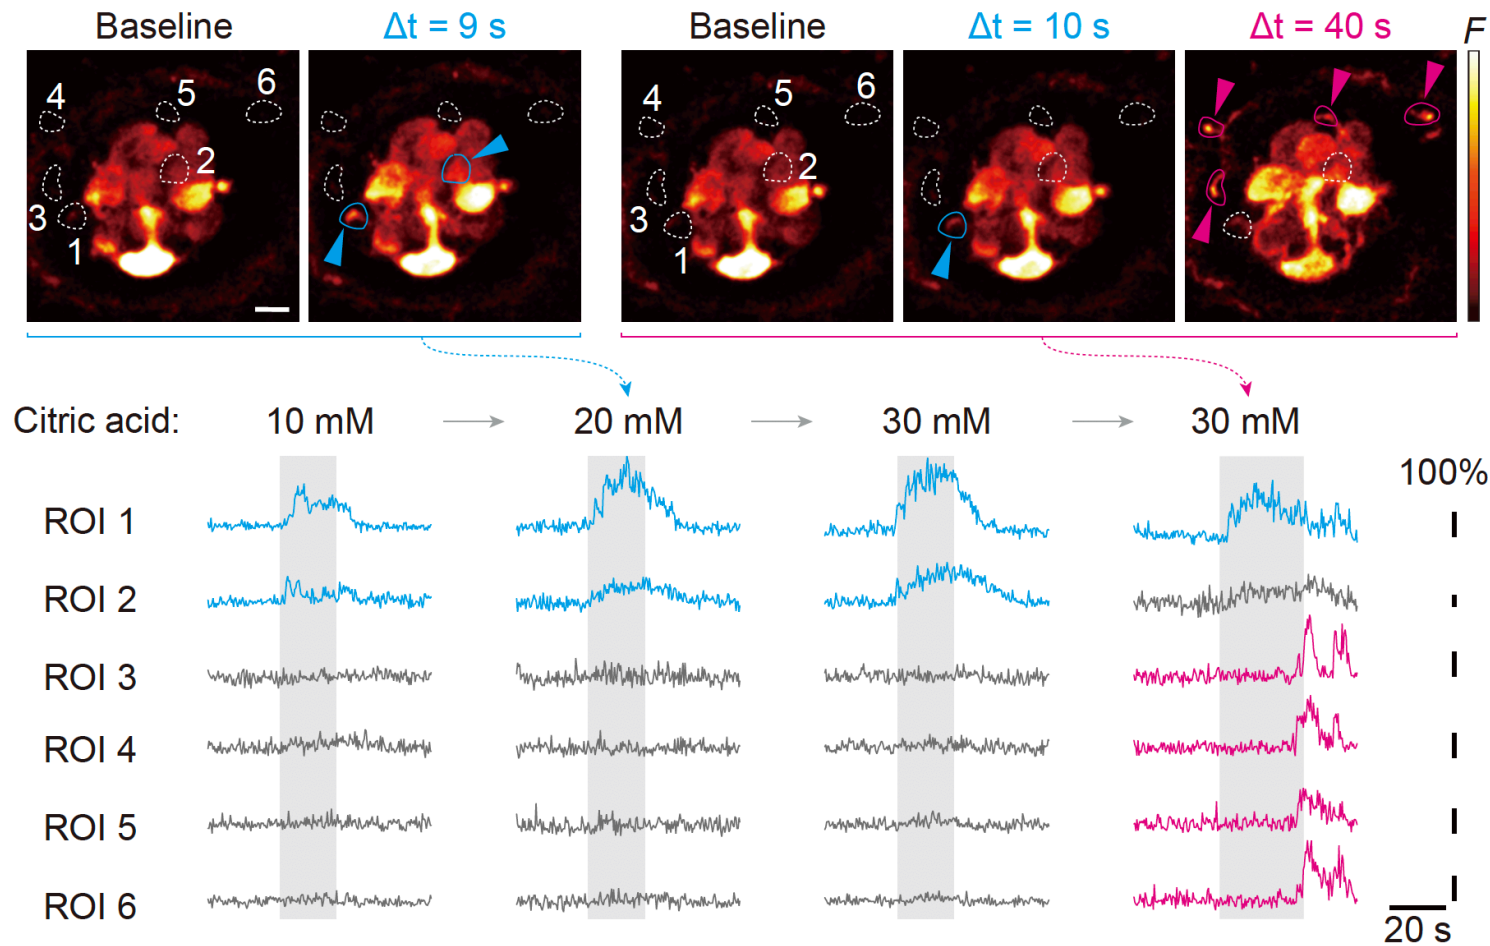 Baseline Δt = 9 s Baseline Δt = 10 s Δt = 40 s F
4 5 6 2 3 1
4 5 6 2 3 1
Citric acid: 10 mM 20 mM 30 mM 30 mM
100%
ROI 1
ROI 2
ROI 3
ROI 4
ROI 5
ROI 6
20 s